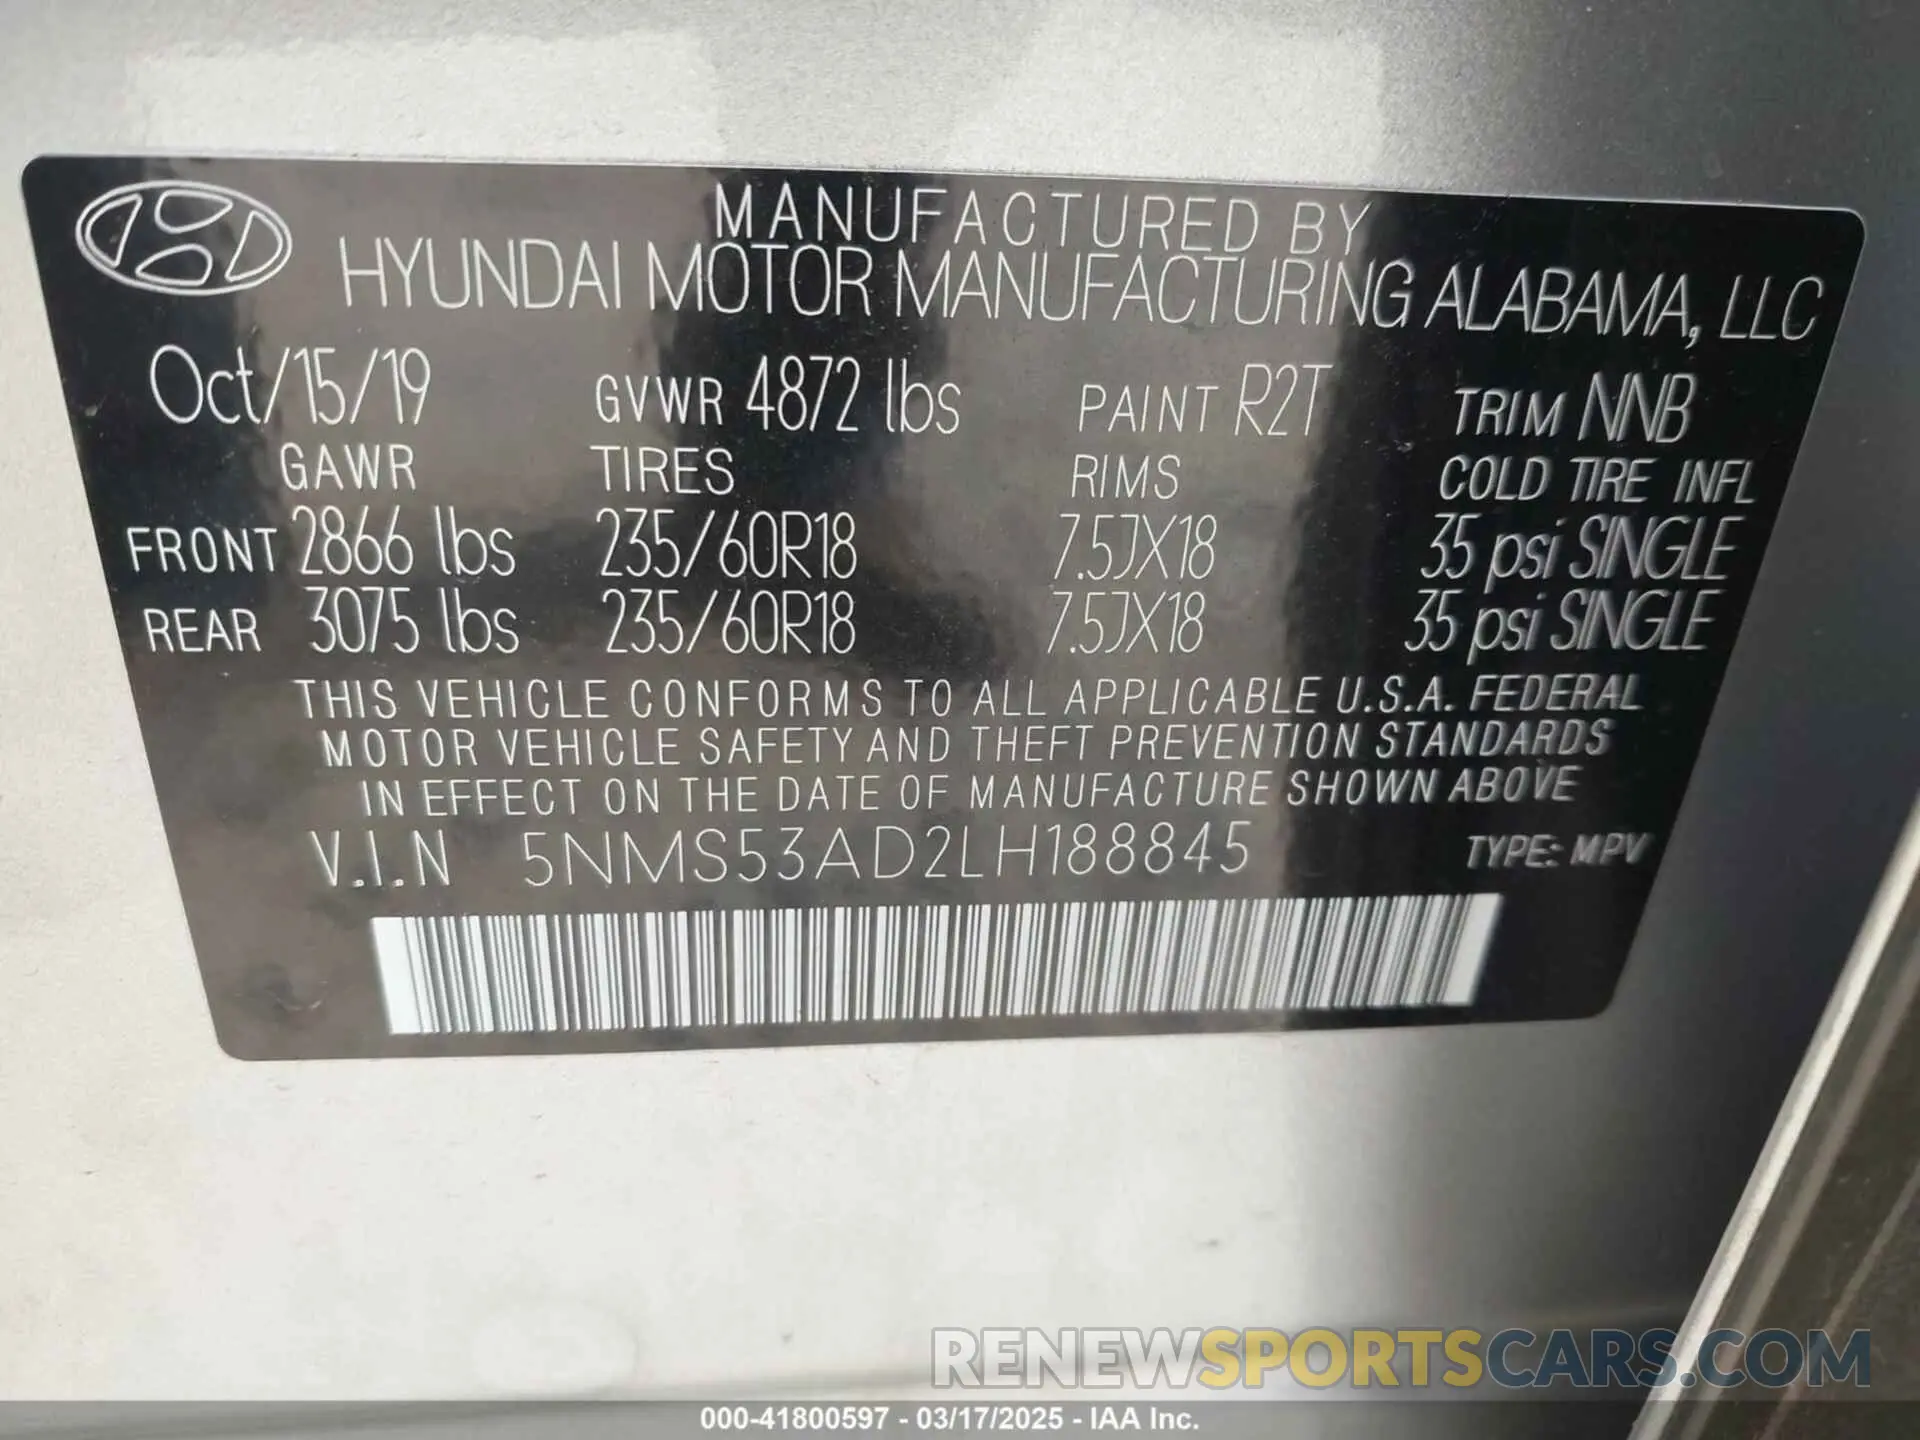 MANUFACTURED BY
HYUNDAI MOTOR MANUFACTURING ALABAMA, LLC
Oct/15/19 GVWR 4872 lbs PAINT R2T TRIM NNB
GAWR TIRES RIMS COLD TIRE INFL
FRONT 2866 lbs 235/60R18 7.5JX18 35 psi SINGLE
REAR 3075 lbs 235/60R18 7.5JX18 35 psi SINGLE
THIS VEHICLE CONFORMS TO ALL APPLICABLE U.S.A. FEDERAL
MOTOR VEHICLE SAFETY AND THEFT PREVENTION STANDARDS
IN EFFECT ON THE DATE OF MANUFACTURE SHOWN ABOVE
V.I.N 5NMS53AD2LH188845 TYPE: MPV
RENEWSPORTSCARS.COM
000-41800597 - 03/17/2025 - IAA Inc.